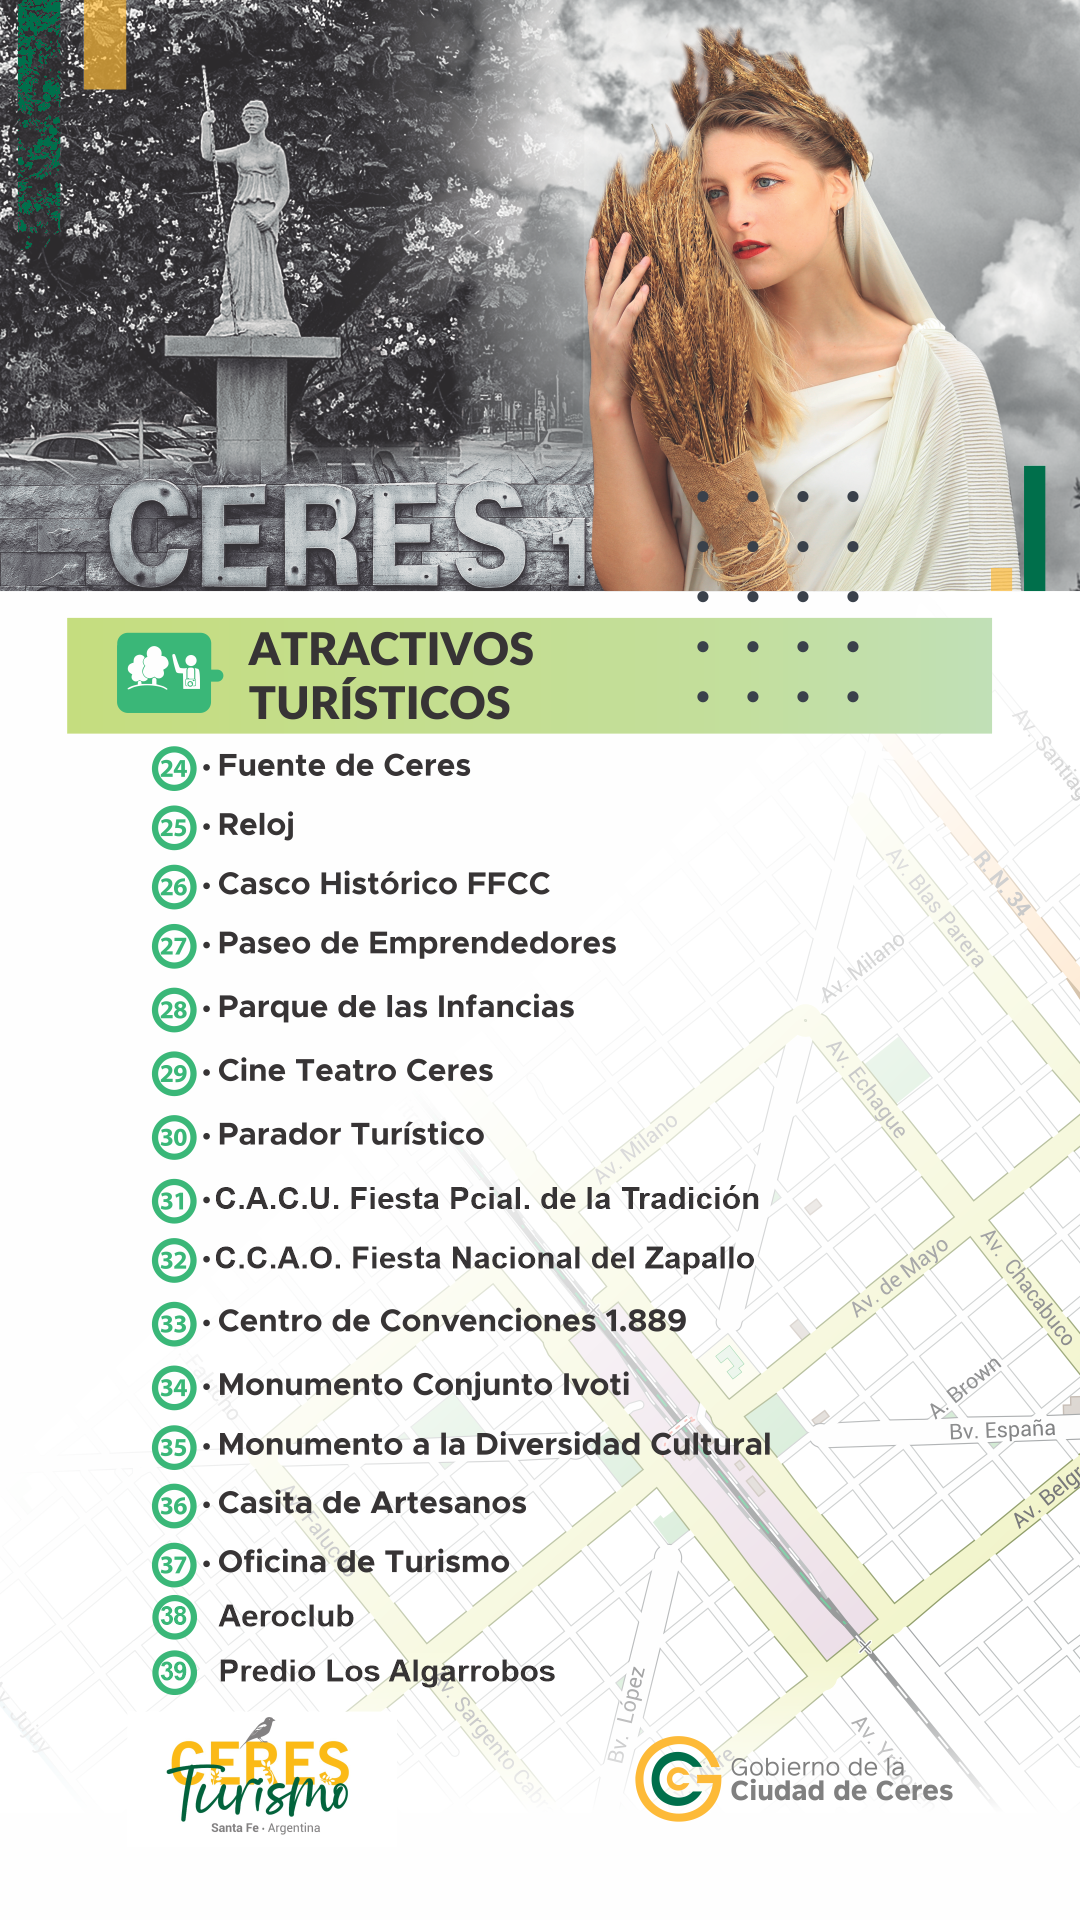 CERES 1
ATRACTIVOS
TURÍSTICOS
24 • Fuente de Ceres
25 • Reloj
26 • Casco Histórico FFCC
27 • Paseo de Emprendedores
28 • Parque de las Infancias
29 • Cine Teatro Ceres
30 • Parador Turístico
31 • C.A.C.U. Fiesta Pcial. de la Tradición
32 • C.C.A.O. Fiesta Nacional del Zapallo
33 • Centro de Convenciones 1.889
34 • Monumento Conjunto Ivoti
35 • Monumento a la Diversidad Cultural
36 • Casita de Artesanos
37 • Oficina de Turismo
38 Aeroclub
39 Predio Los Algarrobos
Av. Santiag
R. N. 34
Av. Blas Parera
Av. Milano
Av. Echague
Av. Milano
Av. de Mayo
Av. Chacabuco
A. Brown
Bv. España
Av. Belgr
Falucho
Bv. López
Av. Sargento Cab
Av. Jujuy
CERES
Turismo
Santa Fe • Argentina
Gobierno de la
Ciudad de Ceres